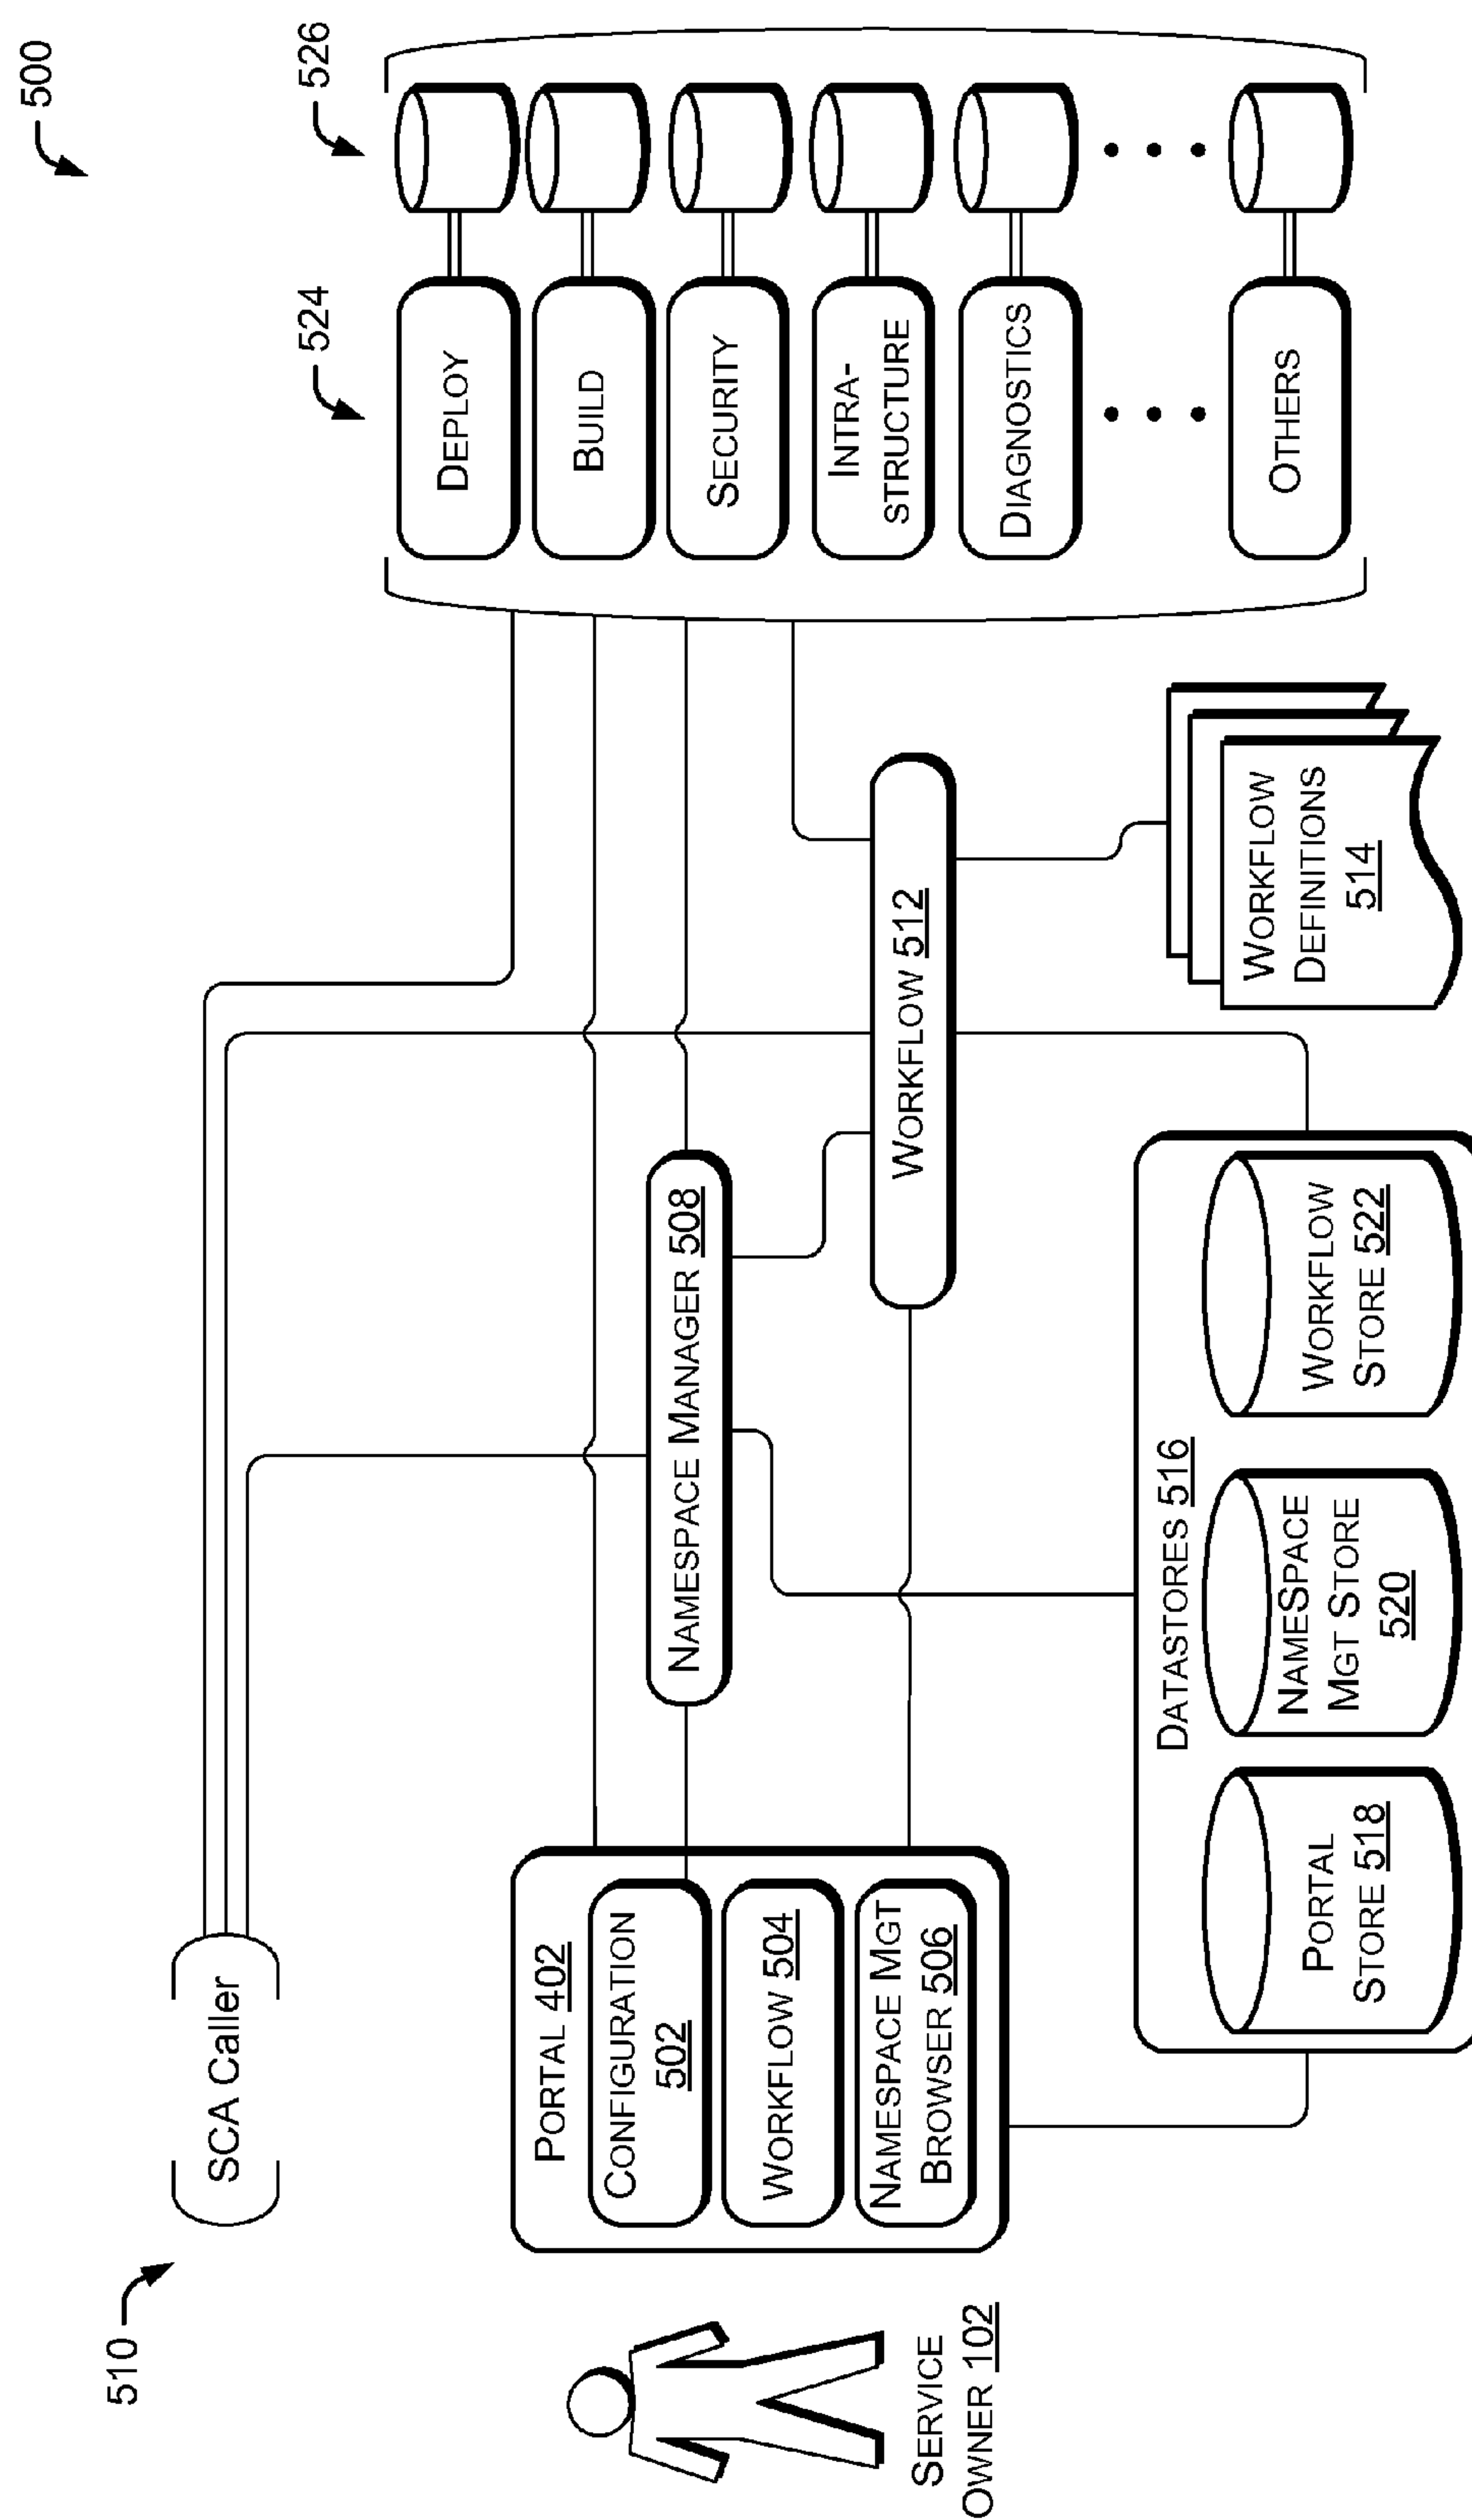 500
510
SCA Caller
524
526
PORTAL 402
CONFIGURATION
502
WORKFLOW 504
NAMESPACE MGT
BROWSER 506
SERVICE
OWNER 102
NAMESPACE MANAGER 508
WORKFLOW 512
DEPLOY
BUILD
SECURITY
INTRA-
STRUCTURE
DIAGNOSTICS
OTHERS
DATASTORES 516
PORTAL
STORE 518
NAMESPACE
MGT STORE
520
WORKFLOW
STORE 522
WORKFLOW
DEFINITIONS
514